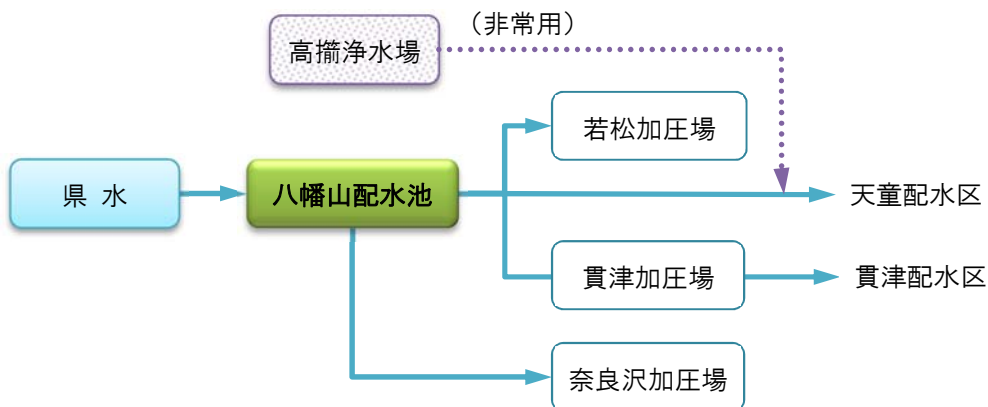 （非常用）
高擶浄水場
若松加圧場
県 水
八幡山配水池
天童配水区
貫津加圧場
貫津配水区
奈良沢加圧場